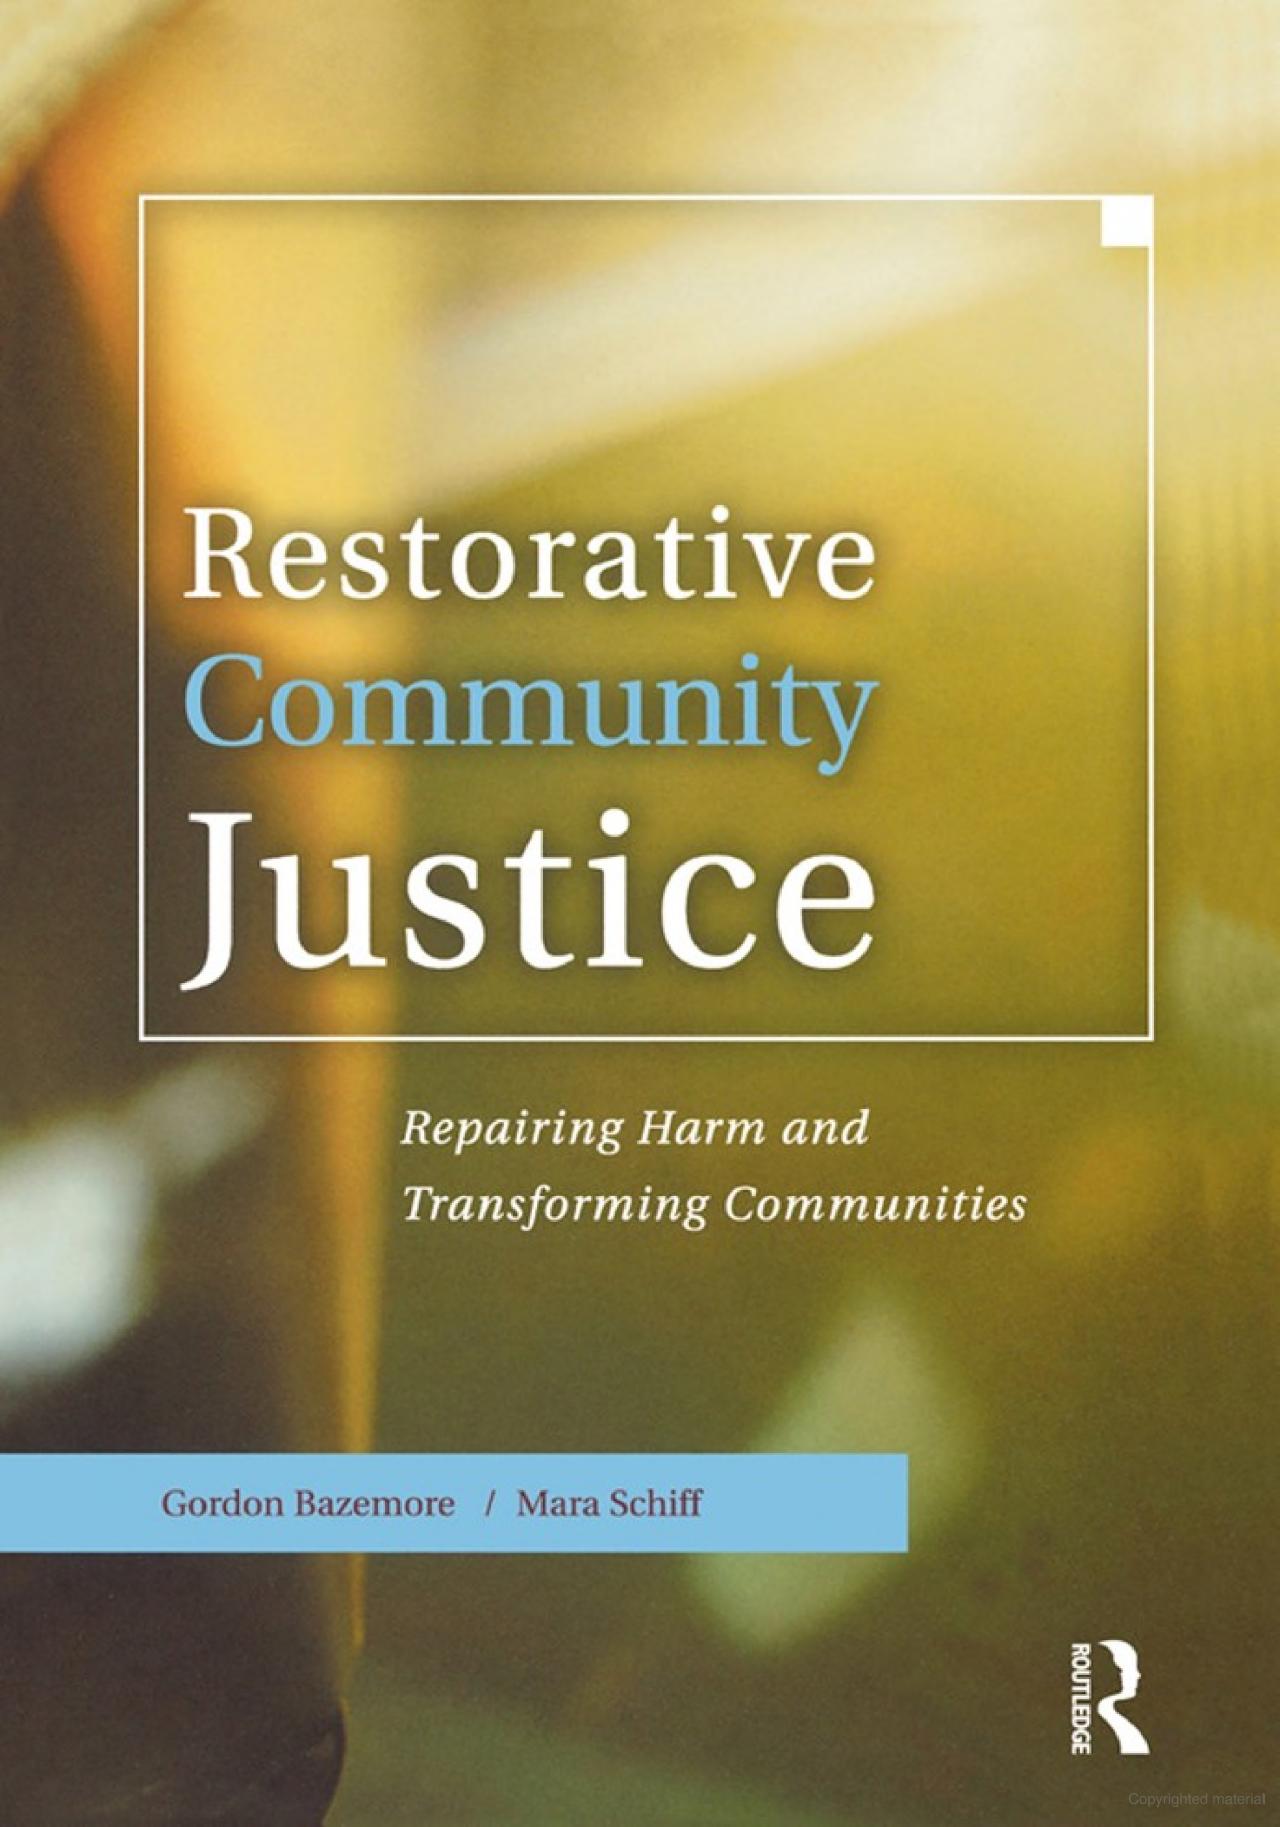 Restorative
Community
Justice
Repairing Harm and
Transforming Communities
Gordon Bazemore / Mara Schiff
ROUTLEDGE
Copyrighted material